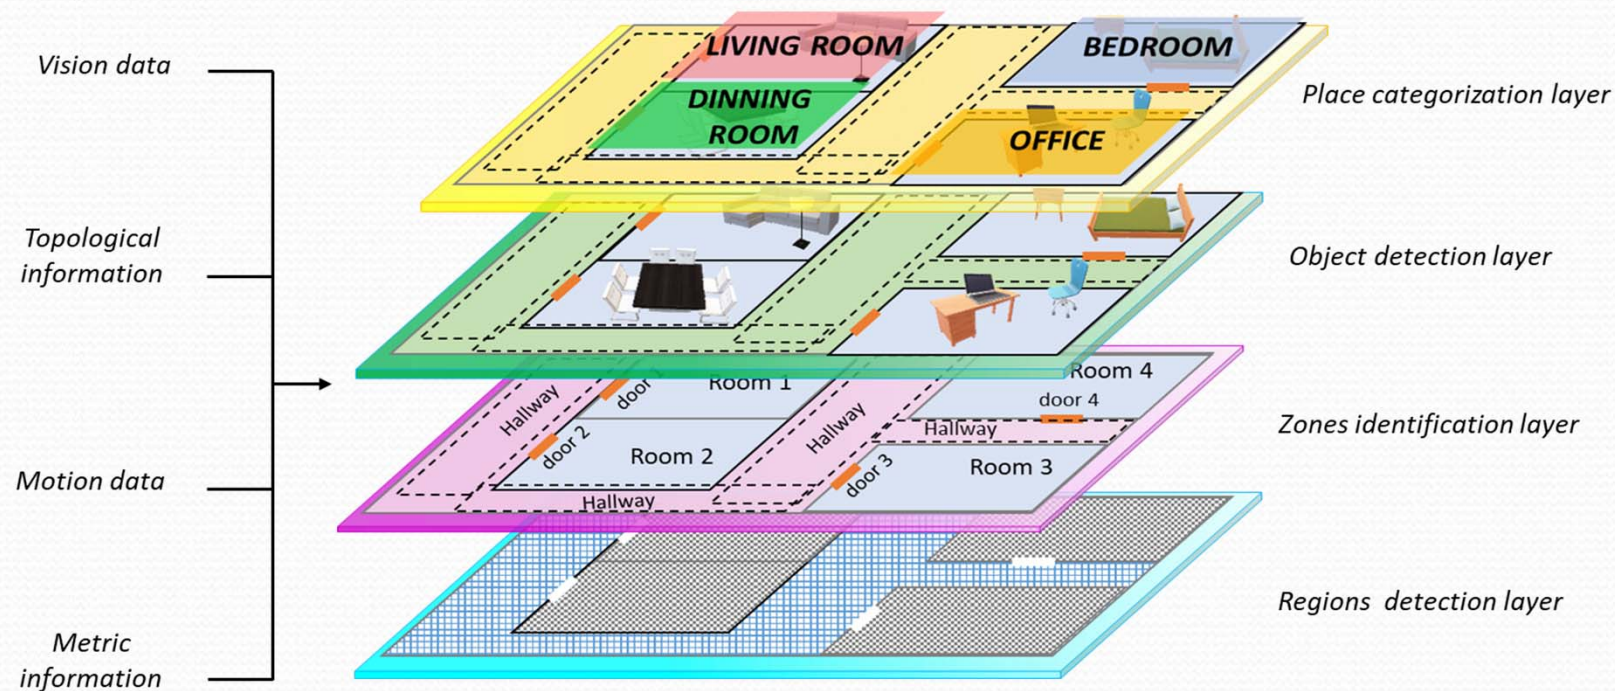 Vision data
Topological
information
Motion data
Metric
information
LIVING ROOM
BEDROOM
DINNING
ROOM
OFFICE
Place categorization layer
Object detection layer
Room 1
Room 4
door 1
door 4
Hallway
Hallway
Hallway
door 2
Room 2
door 3
Room 3
Hallway
Zones identification layer
Regions detection layer